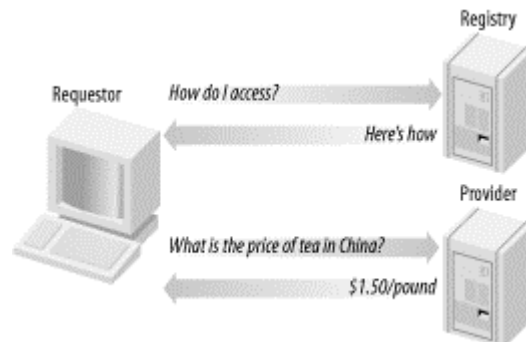 Registry
Requestor
How do I access?
Here's how
Provider
What is the price of tea in China?
$1.50/pound